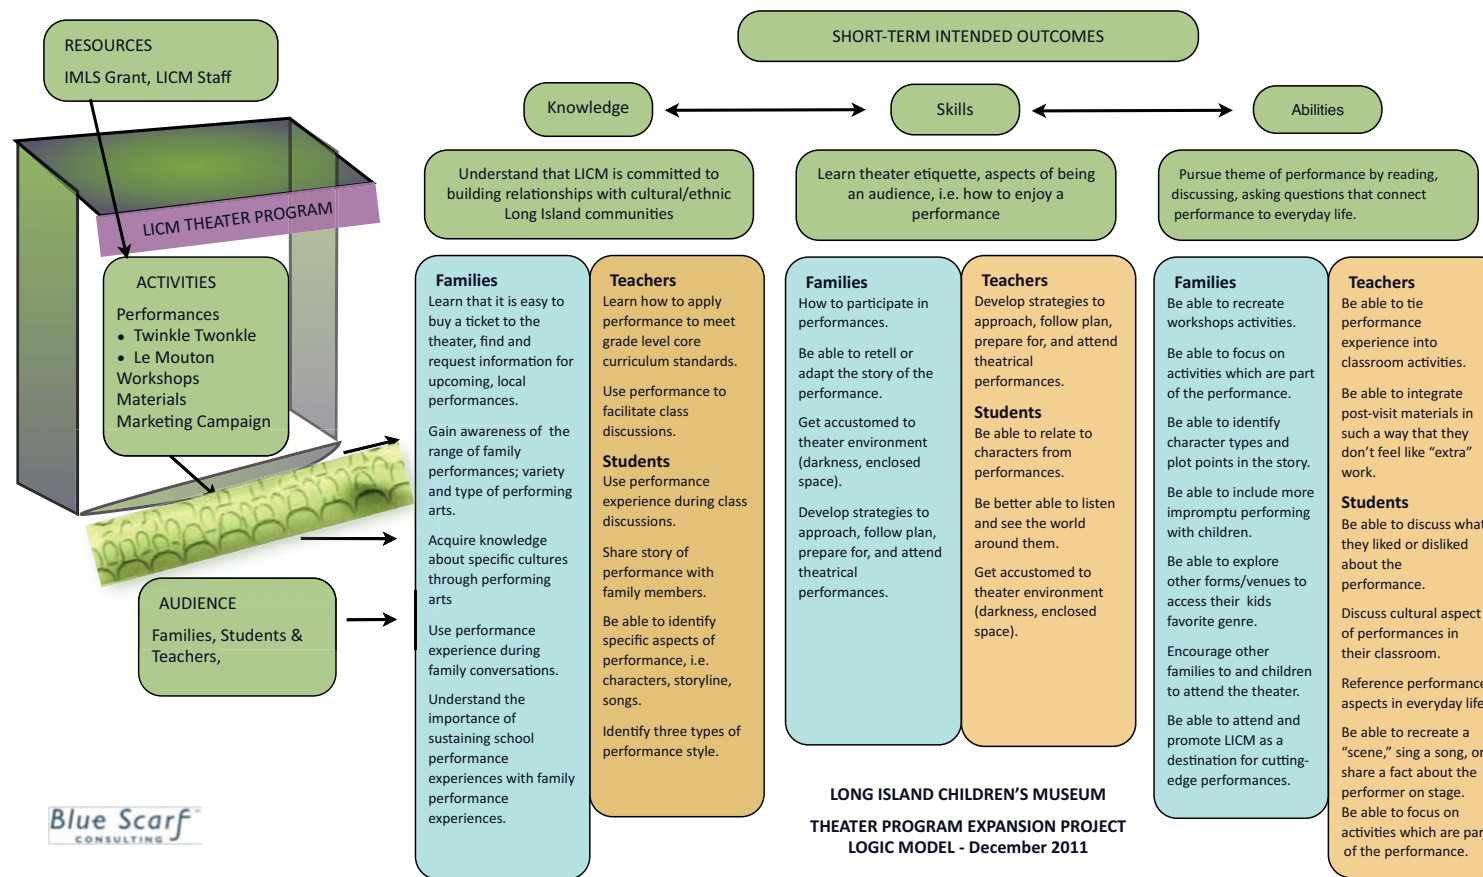 RESOURCES
IMLS Grant, LICM Staff
LICM THEATER PROGRAM
ACTIVITIES
Performances
• Twinkle Twonkle
• Le Mouton
Workshops
Materials
Marketing Campaign
AUDIENCE
Families, Students &
Teachers,
SHORT-TERM INTENDED OUTCOMES
Knowledge
Skills
Abilities
Understand that LICM is committed to
building relationships with cultural/ethnic
Long Island communities
Learn theater etiquette, aspects of being
an audience, i.e. how to enjoy a
performance
Pursue theme of performance by reading,
discussing, asking questions that connect
performance to everyday life.
Families
Learn that it is easy to
buy a ticket to the
theater, find and
request information for
upcoming, local
performances.
Gain awareness of the
range of family
performances; variety
and type of performing
arts.
Acquire knowledge
about specific cultures
through performing
arts
Use performance
experience during
family conversations.
Understand the
importance of
sustaining school
performance
experiences with family
performance
experiences.
Teachers
Learn how to apply
performance to meet
grade level core
curriculum standards.
Use performance to
facilitate class
discussions.
Students
Use performance
experience during class
discussions.
Share story of
performance with
family members.
Be able to identify
specific aspects of
performance, i.e.
characters, storyline,
songs.
Identify three types of
performance style.
Families
How to participate in
performances.
Be able to retell or
adapt the story of the
performance.
Get accustomed to
theater environment
(darkness, enclosed
space).
Develop strategies to
approach, follow plan,
prepare for, and attend
theatrical
performances.
Teachers
Develop strategies to
approach, follow plan,
prepare for, and attend
theatrical
performances.
Students
Be able to relate to
characters from
performances.
Be better able to listen
and see the world
around them.
Get accustomed to
theater environment
(darkness, enclosed
space).
Families
Be able to recreate
workshops activities.
Be able to focus on
activities which are part
of the performance.
Be able to identify
character types and
plot points in the story.
Be able to include more
impromptu performing
with children.
Be able to explore
other forms/venues to
access their kids
favorite genre.
Encourage other
families to and children
to attend the theater.
Be able to attend and
promote LICM as a
destination for cutting-
edge performances.
Teachers
Be able to tie
performance
experience into
classroom activities.
Be able to integrate
post-visit materials in
such a way that they
don't feel like “extra”
work.
Students
Be able to discuss what
they liked or disliked
about the
performance.
Discuss cultural aspect
of performances in
their classroom.
Reference performance
aspects in everyday life
Be able to recreate a
“scene,” sing a song, or
share a fact about the
performer on stage.
Be able to focus on
activities which are par
of the performance.
LONG ISLAND CHILDREN'S MUSEUM
THEATER PROGRAM EXPANSION PROJECT
LOGIC MODEL - December 2011
Blue Scarf
CONSULTING